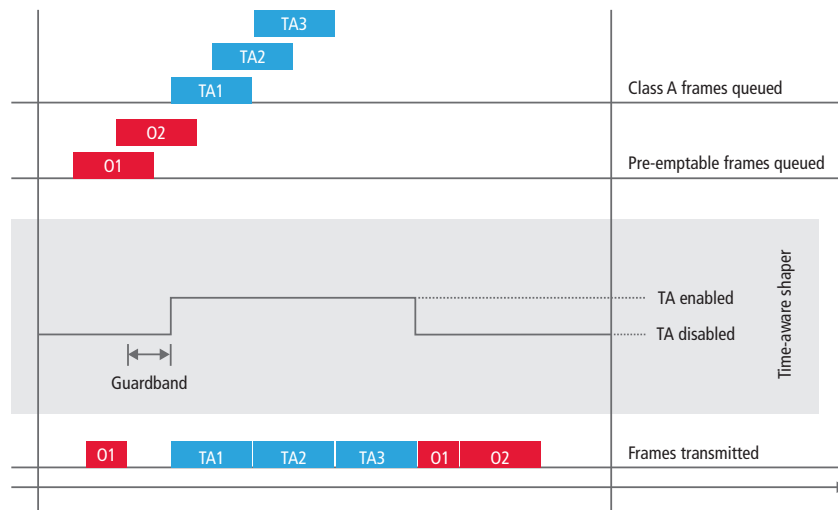 TA3
TA2
TA1
Class A frames queued
O2
O1
Pre-emptable frames queued
TA enabled
TA disabled
Time-aware shaper
Guardband
O1
TA1
TA2
TA3
O1
O2
Frames transmitted